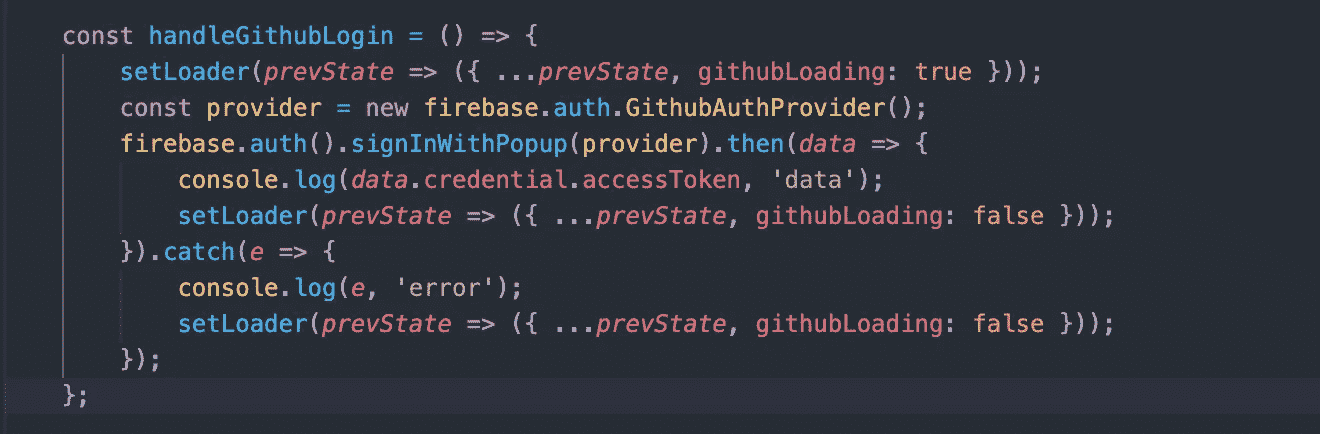 const handleGithubLogin = () => {
    setLoader(prevState => ({ ...prevState, githubLoading: true }));
    const provider = new firebase.auth.GithubAuthProvider();
    firebase.auth().signInWithPopup(provider).then(data => {
        console.log(data.credential.accessToken, 'data');
        setLoader(prevState => ({ ...prevState, githubLoading: false }));
    }).catch(e => {
        console.log(e, 'error');
        setLoader(prevState => ({ ...prevState, githubLoading: false }));
    });
};